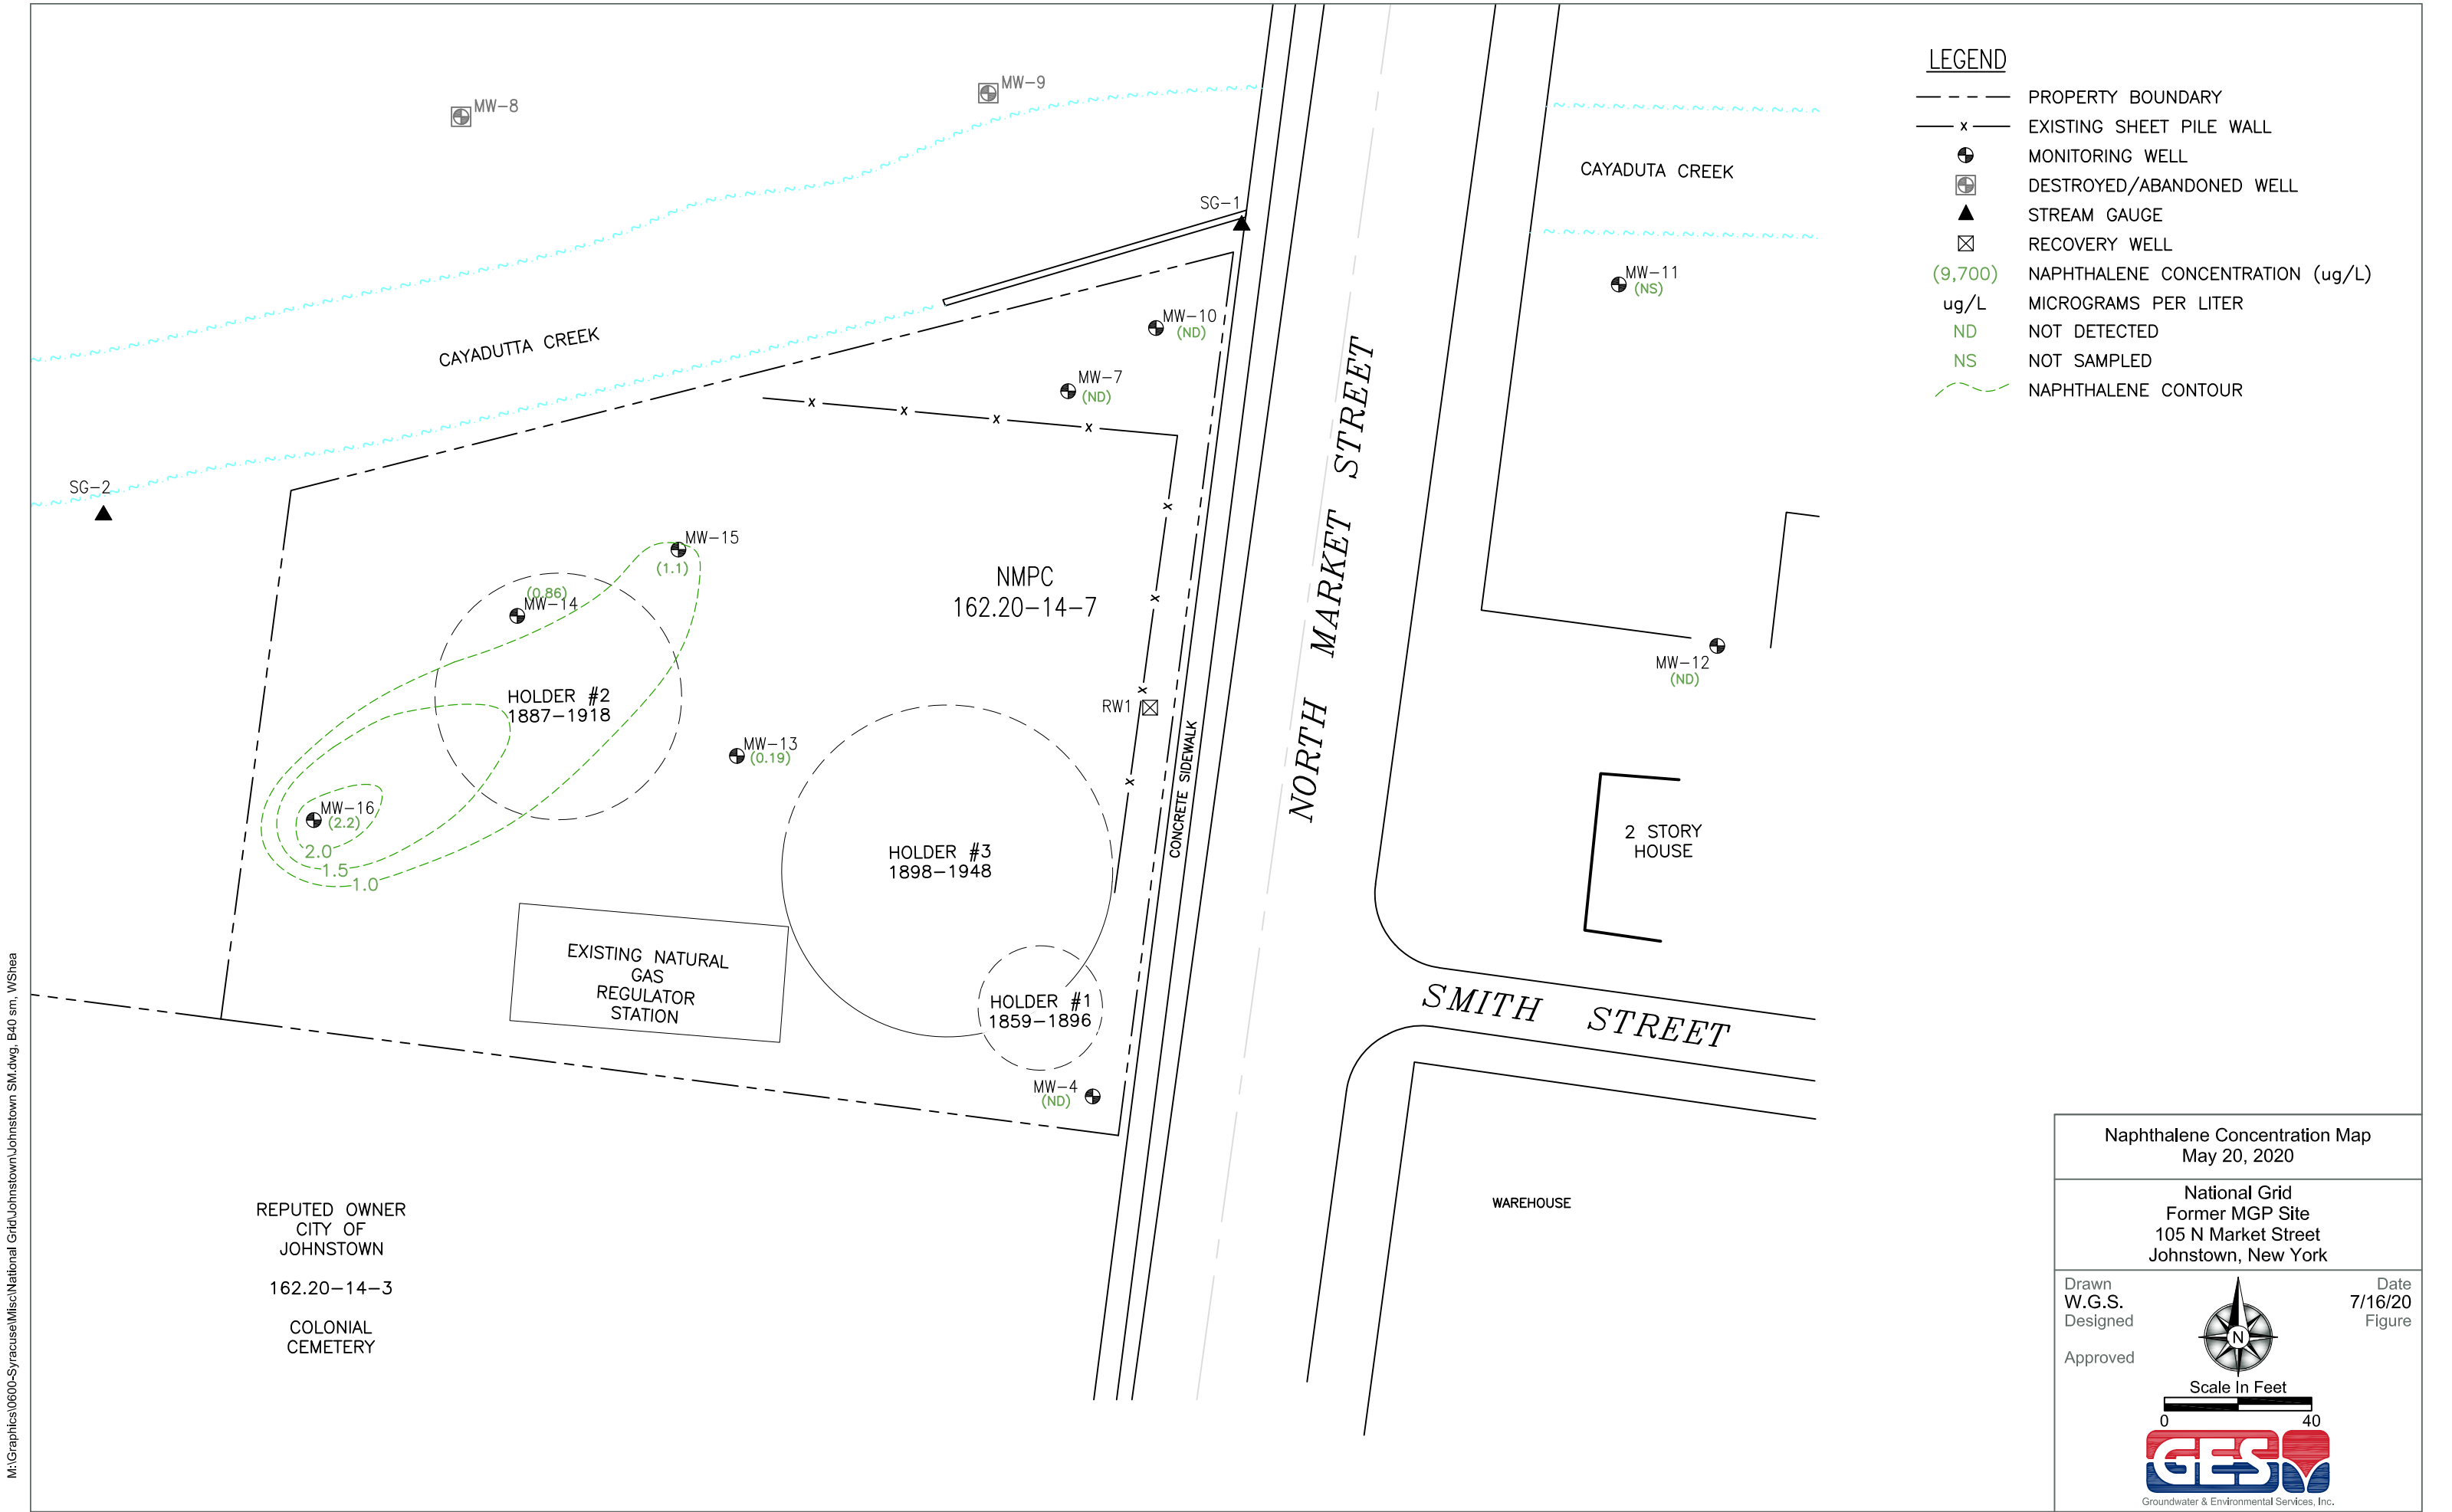 MW-8
MW-9
CAYADUTTA CREEK
SG-1
SG-2
MW-10
(ND)
MW-7
(ND)
CAYADUTA CREEK
MW-11
(NS)
MW-15
(1.1)
(0.86)
MW-14
NMPC
162.20-14-7
HOLDER #2
1887-1918
MW-13
(0.19)
RW1
MW-16
(2.2)
2.0
1.5
1.0
HOLDER #3
1898-1948
EXISTING NATURAL
GAS
REGULATOR
STATION
HOLDER #1
1859-1896
MW-4
(ND)
CONCRETE SIDEWALK
NORTH MARKET STREET
MW-12
(ND)
2 STORY
HOUSE
SMITH STREET
WAREHOUSE
REPUTED OWNER
CITY OF
JOHNSTOWN
162.20-14-3
COLONIAL
CEMETERY
LEGEND
PROPERTY BOUNDARY
x EXISTING SHEET PILE WALL
MONITORING WELL
DESTROYED/ABANDONED WELL
STREAM GAUGE
RECOVERY WELL
(9,700) NAPHTHALENE CONCENTRATION (ug/L)
ug/L MICROGRAMS PER LITER
ND NOT DETECTED
NS NOT SAMPLED
NAPHTHALENE CONTOUR
Naphthalene Concentration Map
May 20, 2020
National Grid
Former MGP Site
105 N Market Street
Johnstown, New York
Drawn
W.G.S.
Designed
Approved
Date
7/16/20
Figure
N
Scale In Feet
0 40
GES
Groundwater & Environmental Services, Inc.
M:\Graphics\0600-Syracuse\Misc\National Grid\Johnstown\Johnstown SM.dwg, B40 sm, WShea